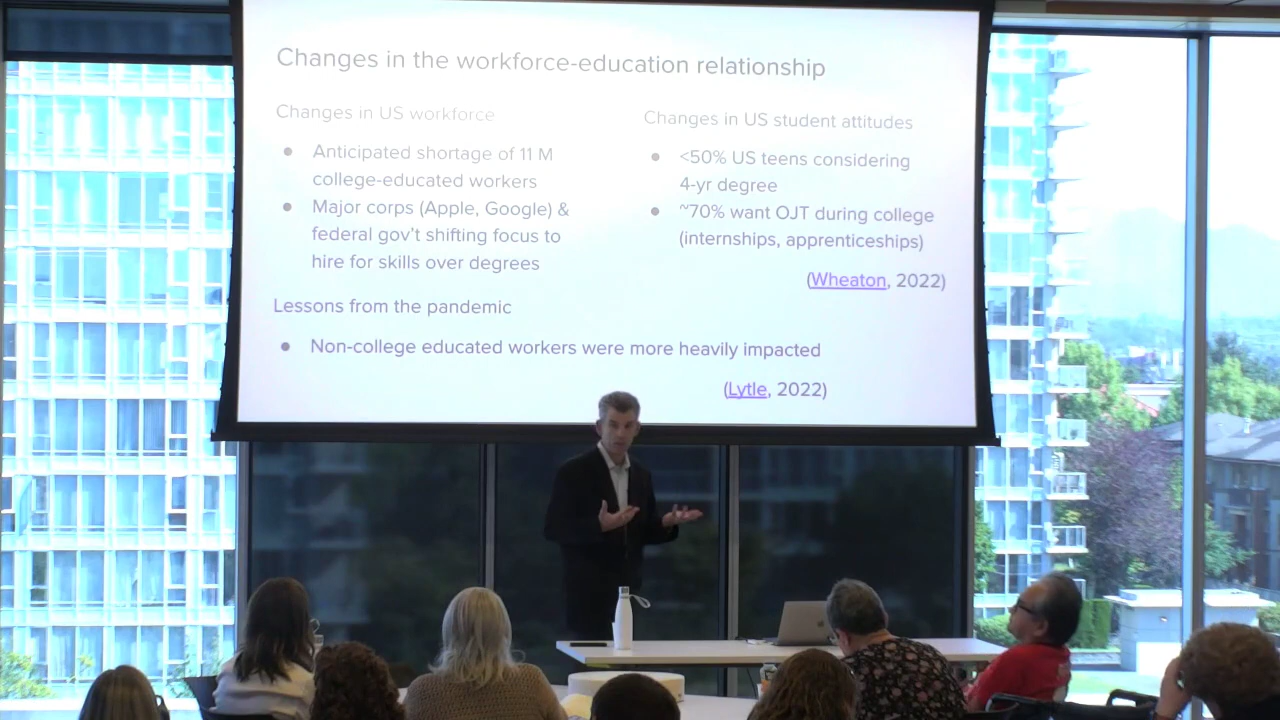 Changes in the workforce-education relationship
Changes in US workforce
● Anticipated shortage of 11 M
college-educated workers
● Major corps (Apple, Google) &
federal gov't shifting focus to
hire for skills over degrees
Changes in US student attitudes
● <50% US teens considering
4-yr degree
● ~70% want OJT during college
(internships, apprenticeships)
(Wheaton, 2022)
Lessons from the pandemic
● Non-college educated workers were more heavily impacted
(Lytle, 2022)